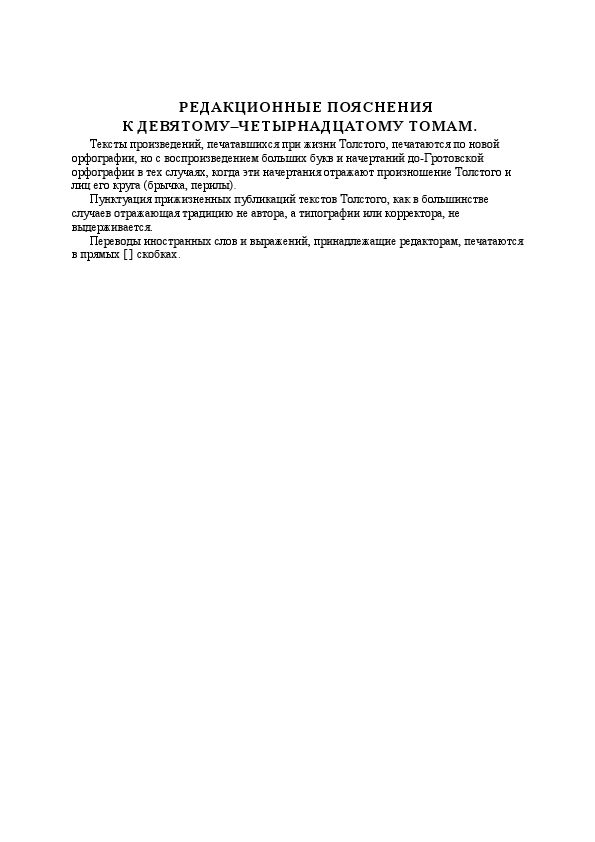 РЕДАКЦИОННЫЕ ПОЯСНЕНИЯ
К ДЕВЯТОМУ–ЧЕТЫРНАДЦАТОМУ ТОМАМ.
Тексты произведений, печатавшихся при жизни Толстого, печатаются по новой
орфографии, но с воспроизведением больших букв и начертаний до-Гротовской
орфографии в тех случаях, когда эти начертания отражают произношение Толстого и
лиц его круга (брычка, перилы).
Пунктуация прижизненных публикаций текстов Толстого, как в большинстве
случаев отражающая традицию не автора, а типографии или корректора, не
выдерживается.
Переводы иностранных слов и выражений, принадлежащие редакторам, печатаются
в прямых [ ] скобках.